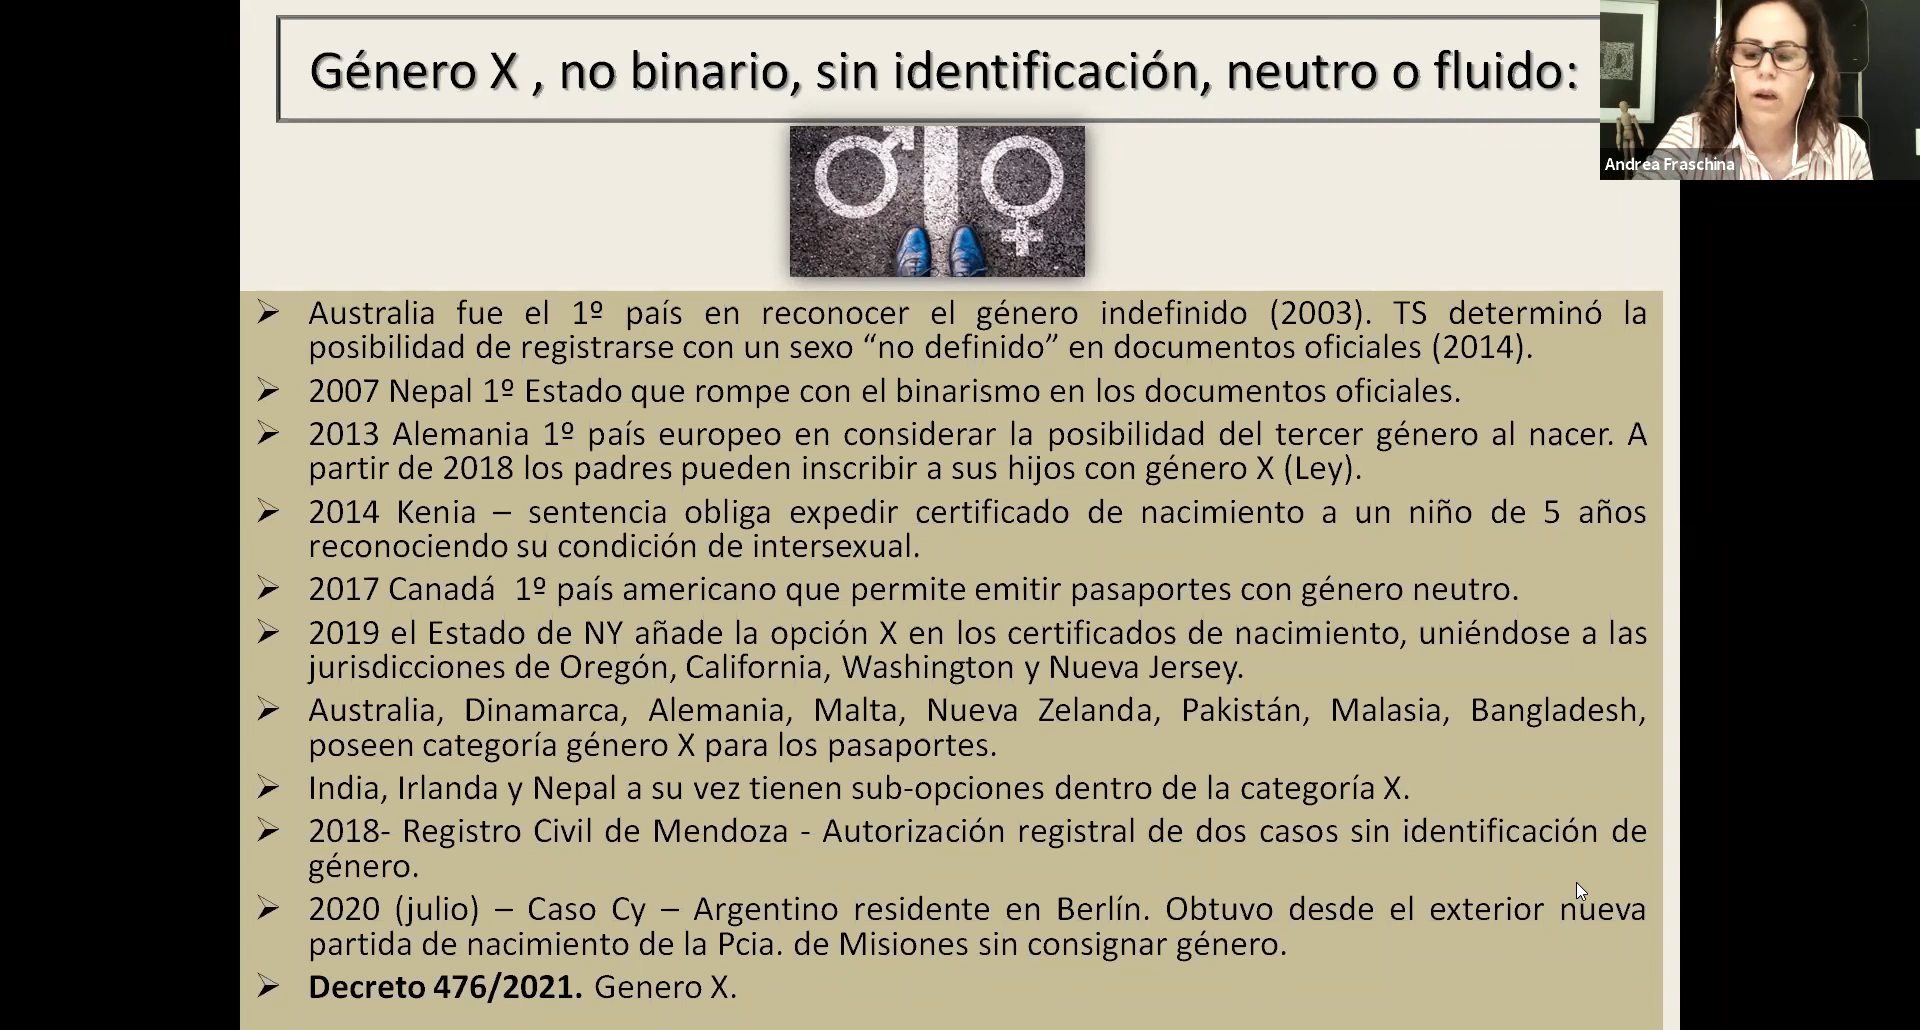 Género X , no binario, sin identificación, neutro o fluido:
Andrea Fraschina
➢ Australia fue el 1º país en reconocer el género indefinido (2003). TS determinó la
posibilidad de registrarse con un sexo “no definido” en documentos oficiales (2014).
➢ 2007 Nepal 1º Estado que rompe con el binarismo en los documentos oficiales.
➢ 2013 Alemania 1º país europeo en considerar la posibilidad del tercer género al nacer. A
partir de 2018 los padres pueden inscribir a sus hijos con género X (Ley).
➢ 2014 Kenia – sentencia obliga expedir certificado de nacimiento a un niño de 5 años
reconociendo su condición de intersexual.
➢ 2017 Canadá 1º país americano que permite emitir pasaportes con género neutro.
➢ 2019 el Estado de NY añade la opción X en los certificados de nacimiento, uniéndose a las
jurisdicciones de Oregón, California, Washington y Nueva Jersey.
➢ Australia, Dinamarca, Alemania, Malta, Nueva Zelanda, Pakistán, Malasia, Bangladesh,
poseen categoría género X para los pasaportes.
➢ India, Irlanda y Nepal a su vez tienen sub-opciones dentro de la categoría X.
➢ 2018- Registro Civil de Mendoza - Autorización registral de dos casos sin identificación de
género.
➢ 2020 (julio) – Caso Cy – Argentino residente en Berlín. Obtuvo desde el exterior nueva
partida de nacimiento de la Pcia. de Misiones sin consignar género.
➢ Decreto 476/2021. Genero X.